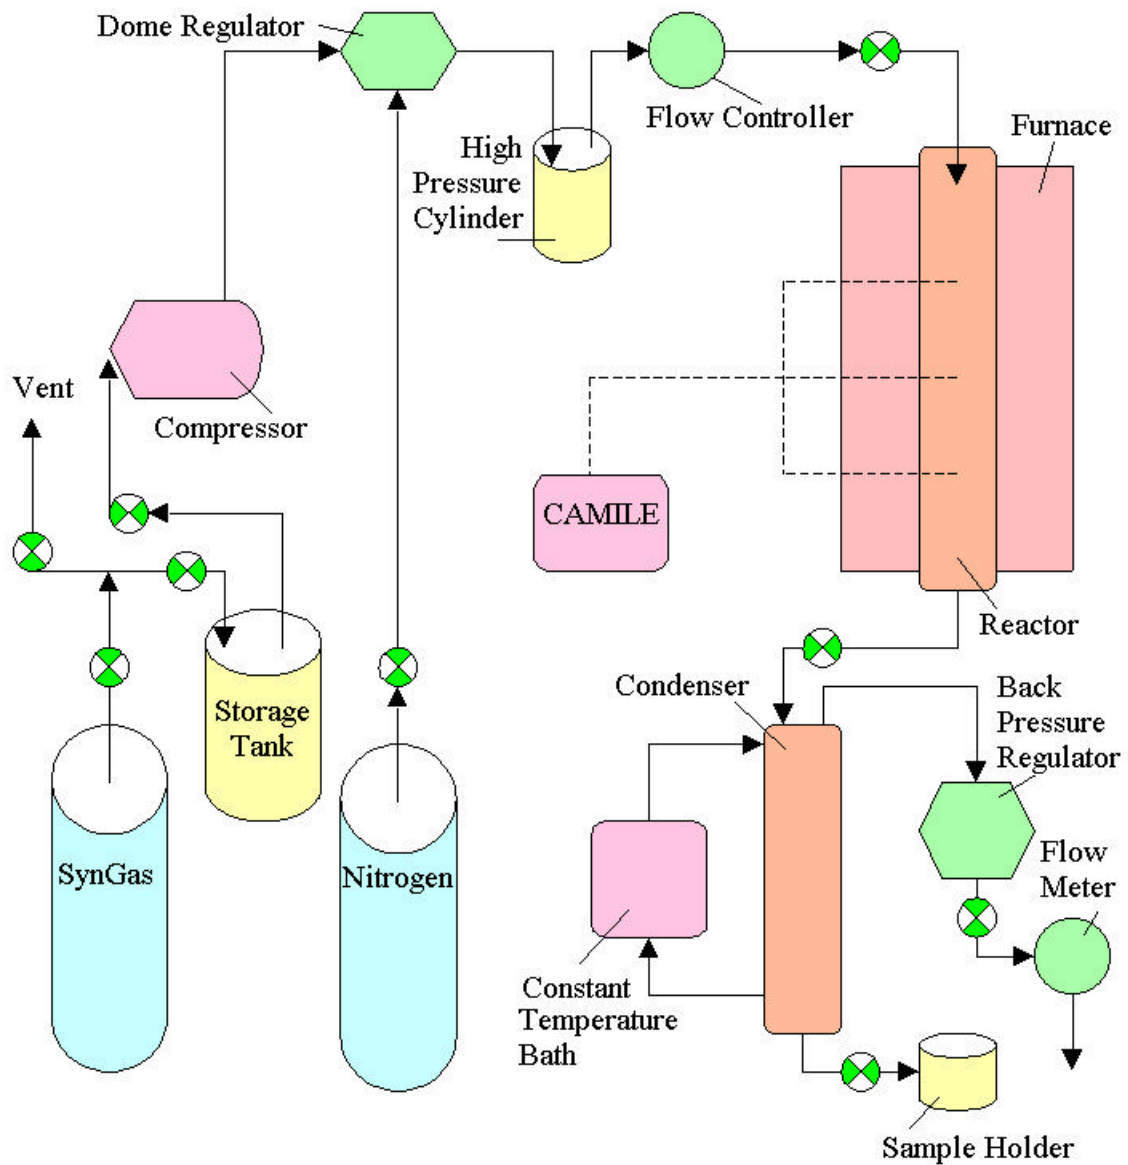 Dome Regulator
Flow Controller
Furnace
High
Pressure
Cylinder
Vent
Compressor
CAMILE
Reactor
Condenser
Back
Pressure
Regulator
Storage
Tank
SynGas
Nitrogen
Flow
Meter
Constant
Temperature
Bath
Sample Holder